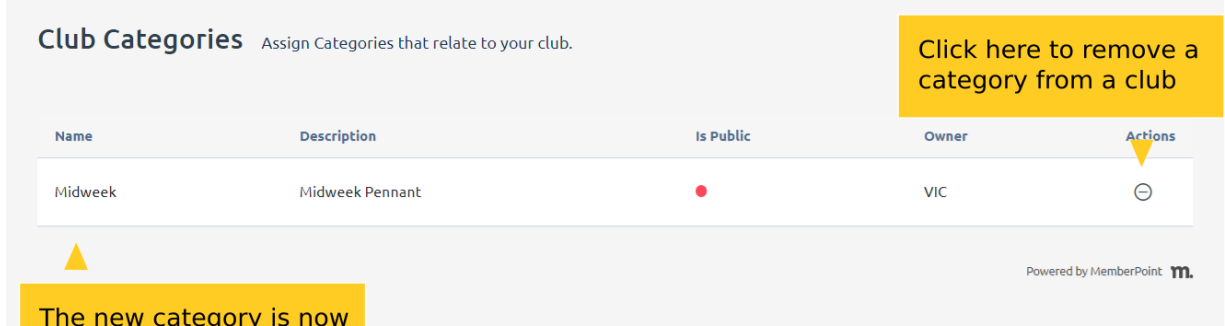 Club Categories Assign Categories that relate to your club.
Click here to remove a
category from a club
Name Description Is Public Owner Actions
Midweek Midweek Pennant VIC
Powered by MemberPoint m.
The new category is now